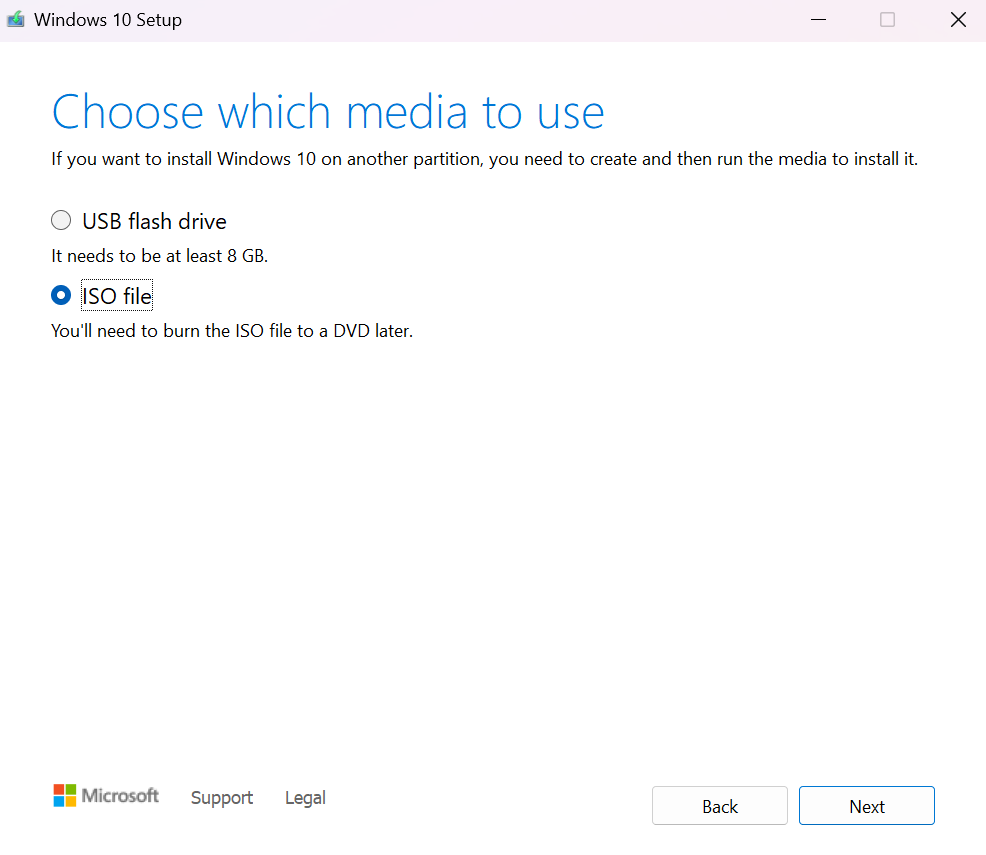 Windows 10 Setup
Choose which media to use
If you want to install Windows 10 on another partition, you need to create and then run the media to install it.
USB flash drive
It needs to be at least 8 GB.
ISO file
You'll need to burn the ISO file to a DVD later.
Microsoft Support Legal
Back Next